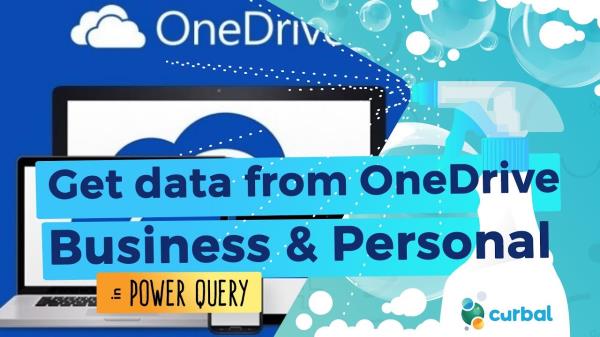 OneDrive
Get data from OneDrive
Business & Personal
in POWER QUERY
curbal